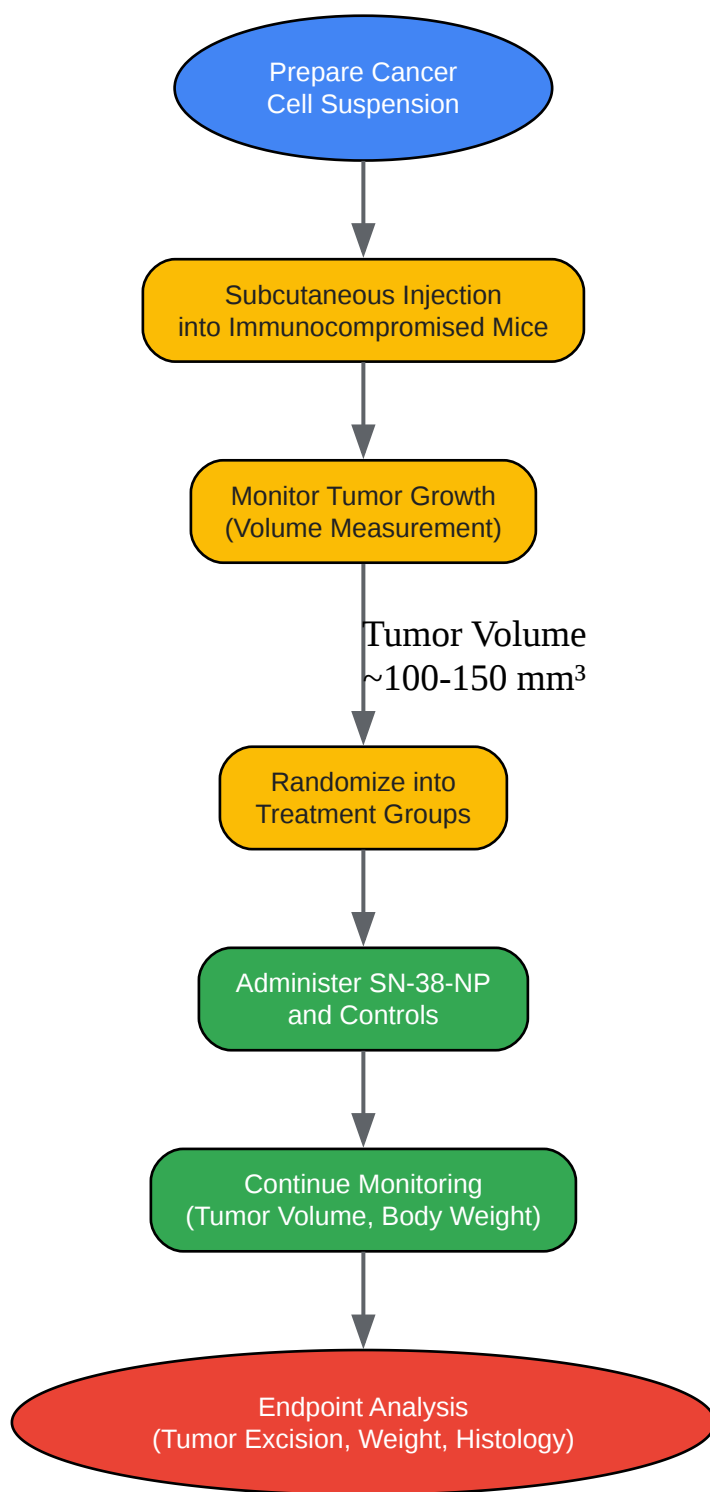 Prepare Cancer
Cell Suspension
Subcutaneous Injection
into Immunocompromised Mice
Monitor Tumor Growth
(Volume Measurement)
Tumor Volume
~100-150 mm³
Randomize into
Treatment Groups
Administer SN-38-NP
and Controls
Continue Monitoring
(Tumor Volume, Body Weight)
Endpoint Analysis
(Tumor Excision, Weight, Histology)